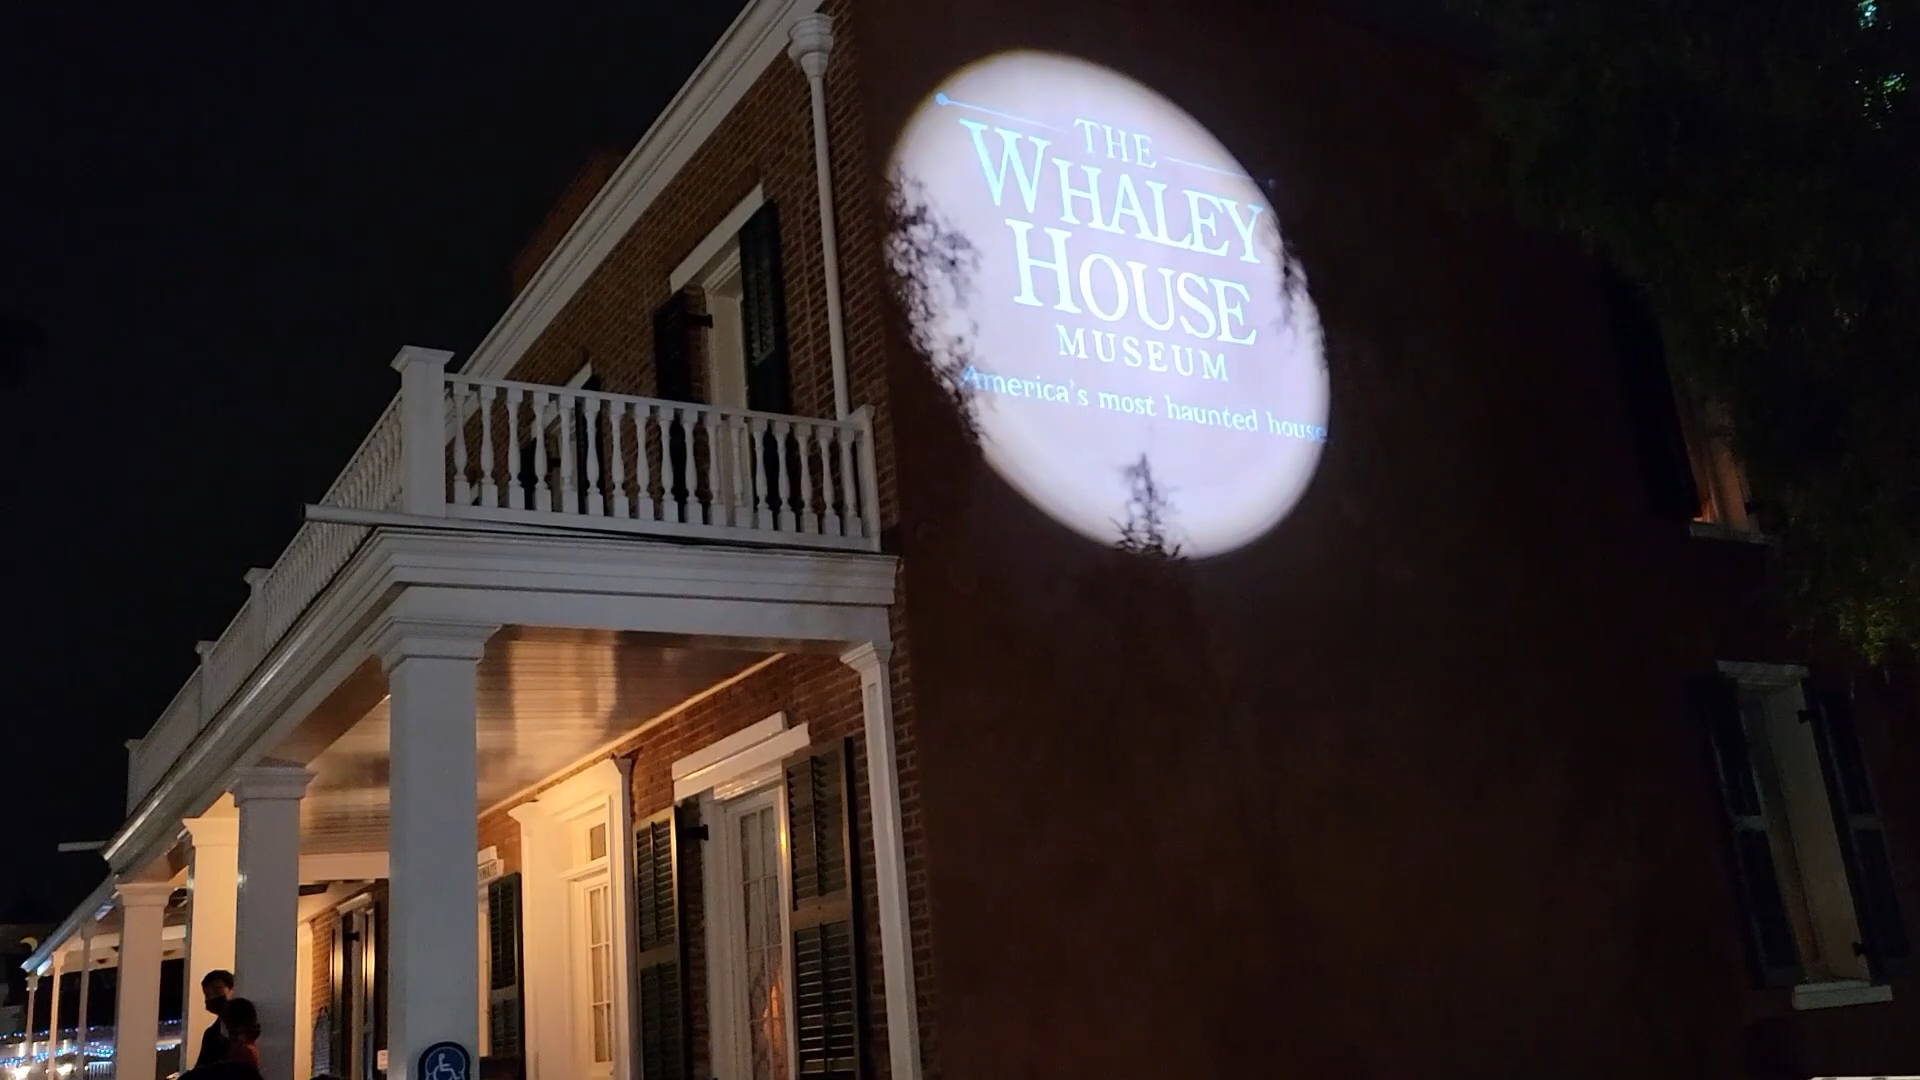 THE
WHALEY
HOUSE
MUSEUM
America's most haunted house